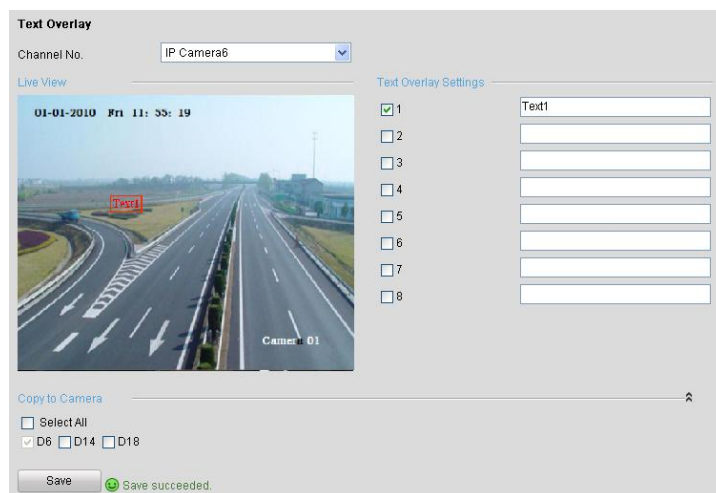 Text Overlay
Channel No. IP Camera6
Live View
Text Overlay Settings
01-01-2010 Fri 11: 55: 19
Text1
Camera 01
1 Text1
2
3
4
5
6
7
8
Copy to Camera
Select All
D6 D14 D18
Save Save succeeded.